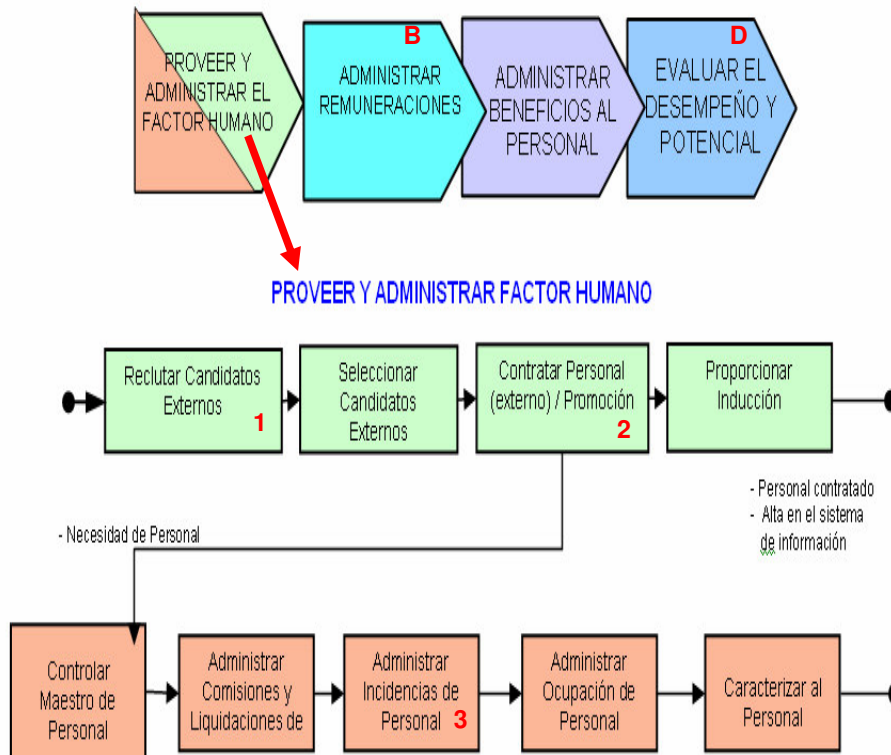 PROVEER Y
ADMINISTRAR EL
FACTOR HUMANO
B
ADMINISTRAR
REMUNERACIONES
ADMINISTRAR
BENEFICIOS AL
PERSONAL
D
EVALUAR EL
DESEMPEÑO Y
POTENCIAL
PROVEER Y ADMINISTRAR FACTOR HUMANO
Reclutar Candidatos
Externos
1
Seleccionar
Candidatos
Externos
Contratar Personal
(externo) / Promoción
2
Proporcionar
Inducción
- Necesidad de Personal
- Personal contratado
- Alta en el sistema
de información
Controlar
Maestro de
Personal
Administrar
Comisiones y
Liquidaciones de
Administrar
Incidencias de
Personal 3
Administrar
Ocupación de
Personal
Caracterizar al
Personal